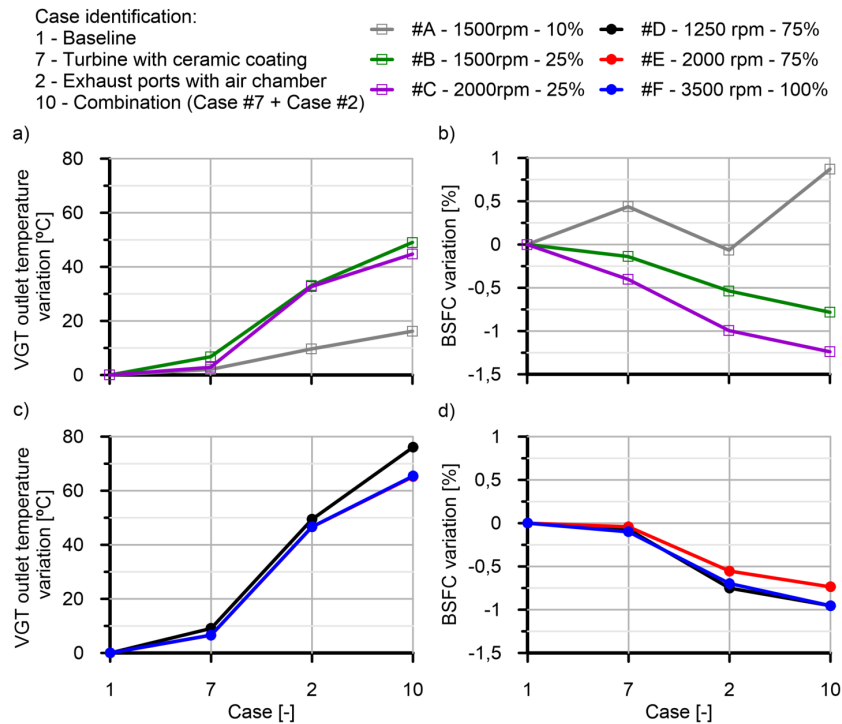 Case identification:
1 - Baseline
7 - Turbine with ceramic coating
2 - Exhaust ports with air chamber
10 - Combination (Case #7 + Case #2)
#A - 1500rpm - 10%
#B - 1500rpm - 25%
#C - 2000rpm - 25%
#D - 1250 rpm - 75%
#E - 2000 rpm - 75%
#F - 3500 rpm - 100%
a)
VGT outlet temperature
variation [ºC]
80
60
40
20
0
b)
BSFC variation [%]
1
0,5
0
-0,5
-1
-1,5
c)
VGT outlet temperature
variation [ºC]
80
60
40
20
0
1 7 2 10
Case [-]
d)
BSFC variation [%]
1
0,5
0
-0,5
-1
-1,5
1 7 2 10
Case [-]